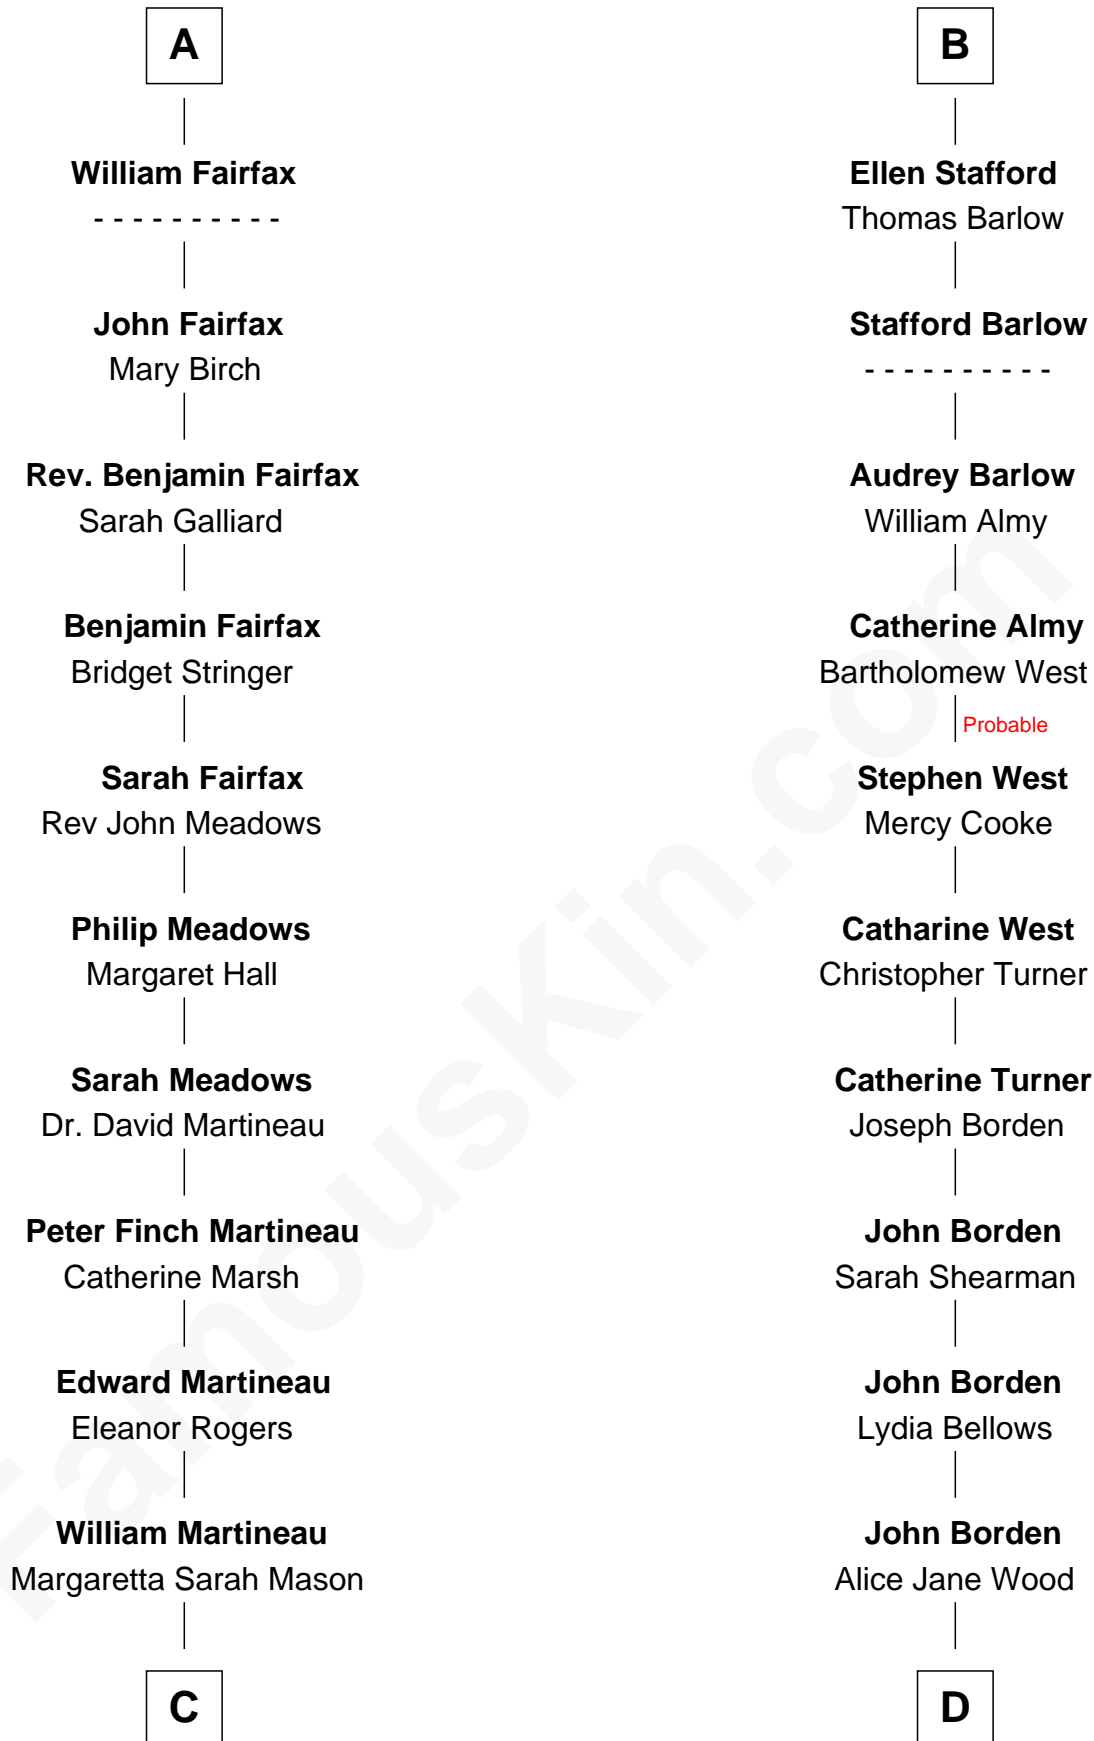 A
William Fairfax
- - - - - - - - - -
John Fairfax
Mary Birch
Rev. Benjamin Fairfax
Sarah Galliard
Benjamin Fairfax
Bridget Stringer
Sarah Fairfax
Rev John Meadows
Philip Meadows
Margaret Hall
Sarah Meadows
Dr. David Martineau
Peter Finch Martineau
Catherine Marsh
Edward Martineau
Eleanor Rogers
William Martineau
Margaretta Sarah Mason
C
B
Ellen Stafford
Thomas Barlow
Stafford Barlow
- - - - - - - - - -
Audrey Barlow
William Almy
Catherine Almy
Bartholomew West
Probable
Stephen West
Mercy Cooke
Catharine West
Christopher Turner
Catherine Turner
Joseph Borden
John Borden
Sarah Shearman
John Borden
Lydia Bellows
John Borden
Alice Jane Wood
D
FamousKin.com